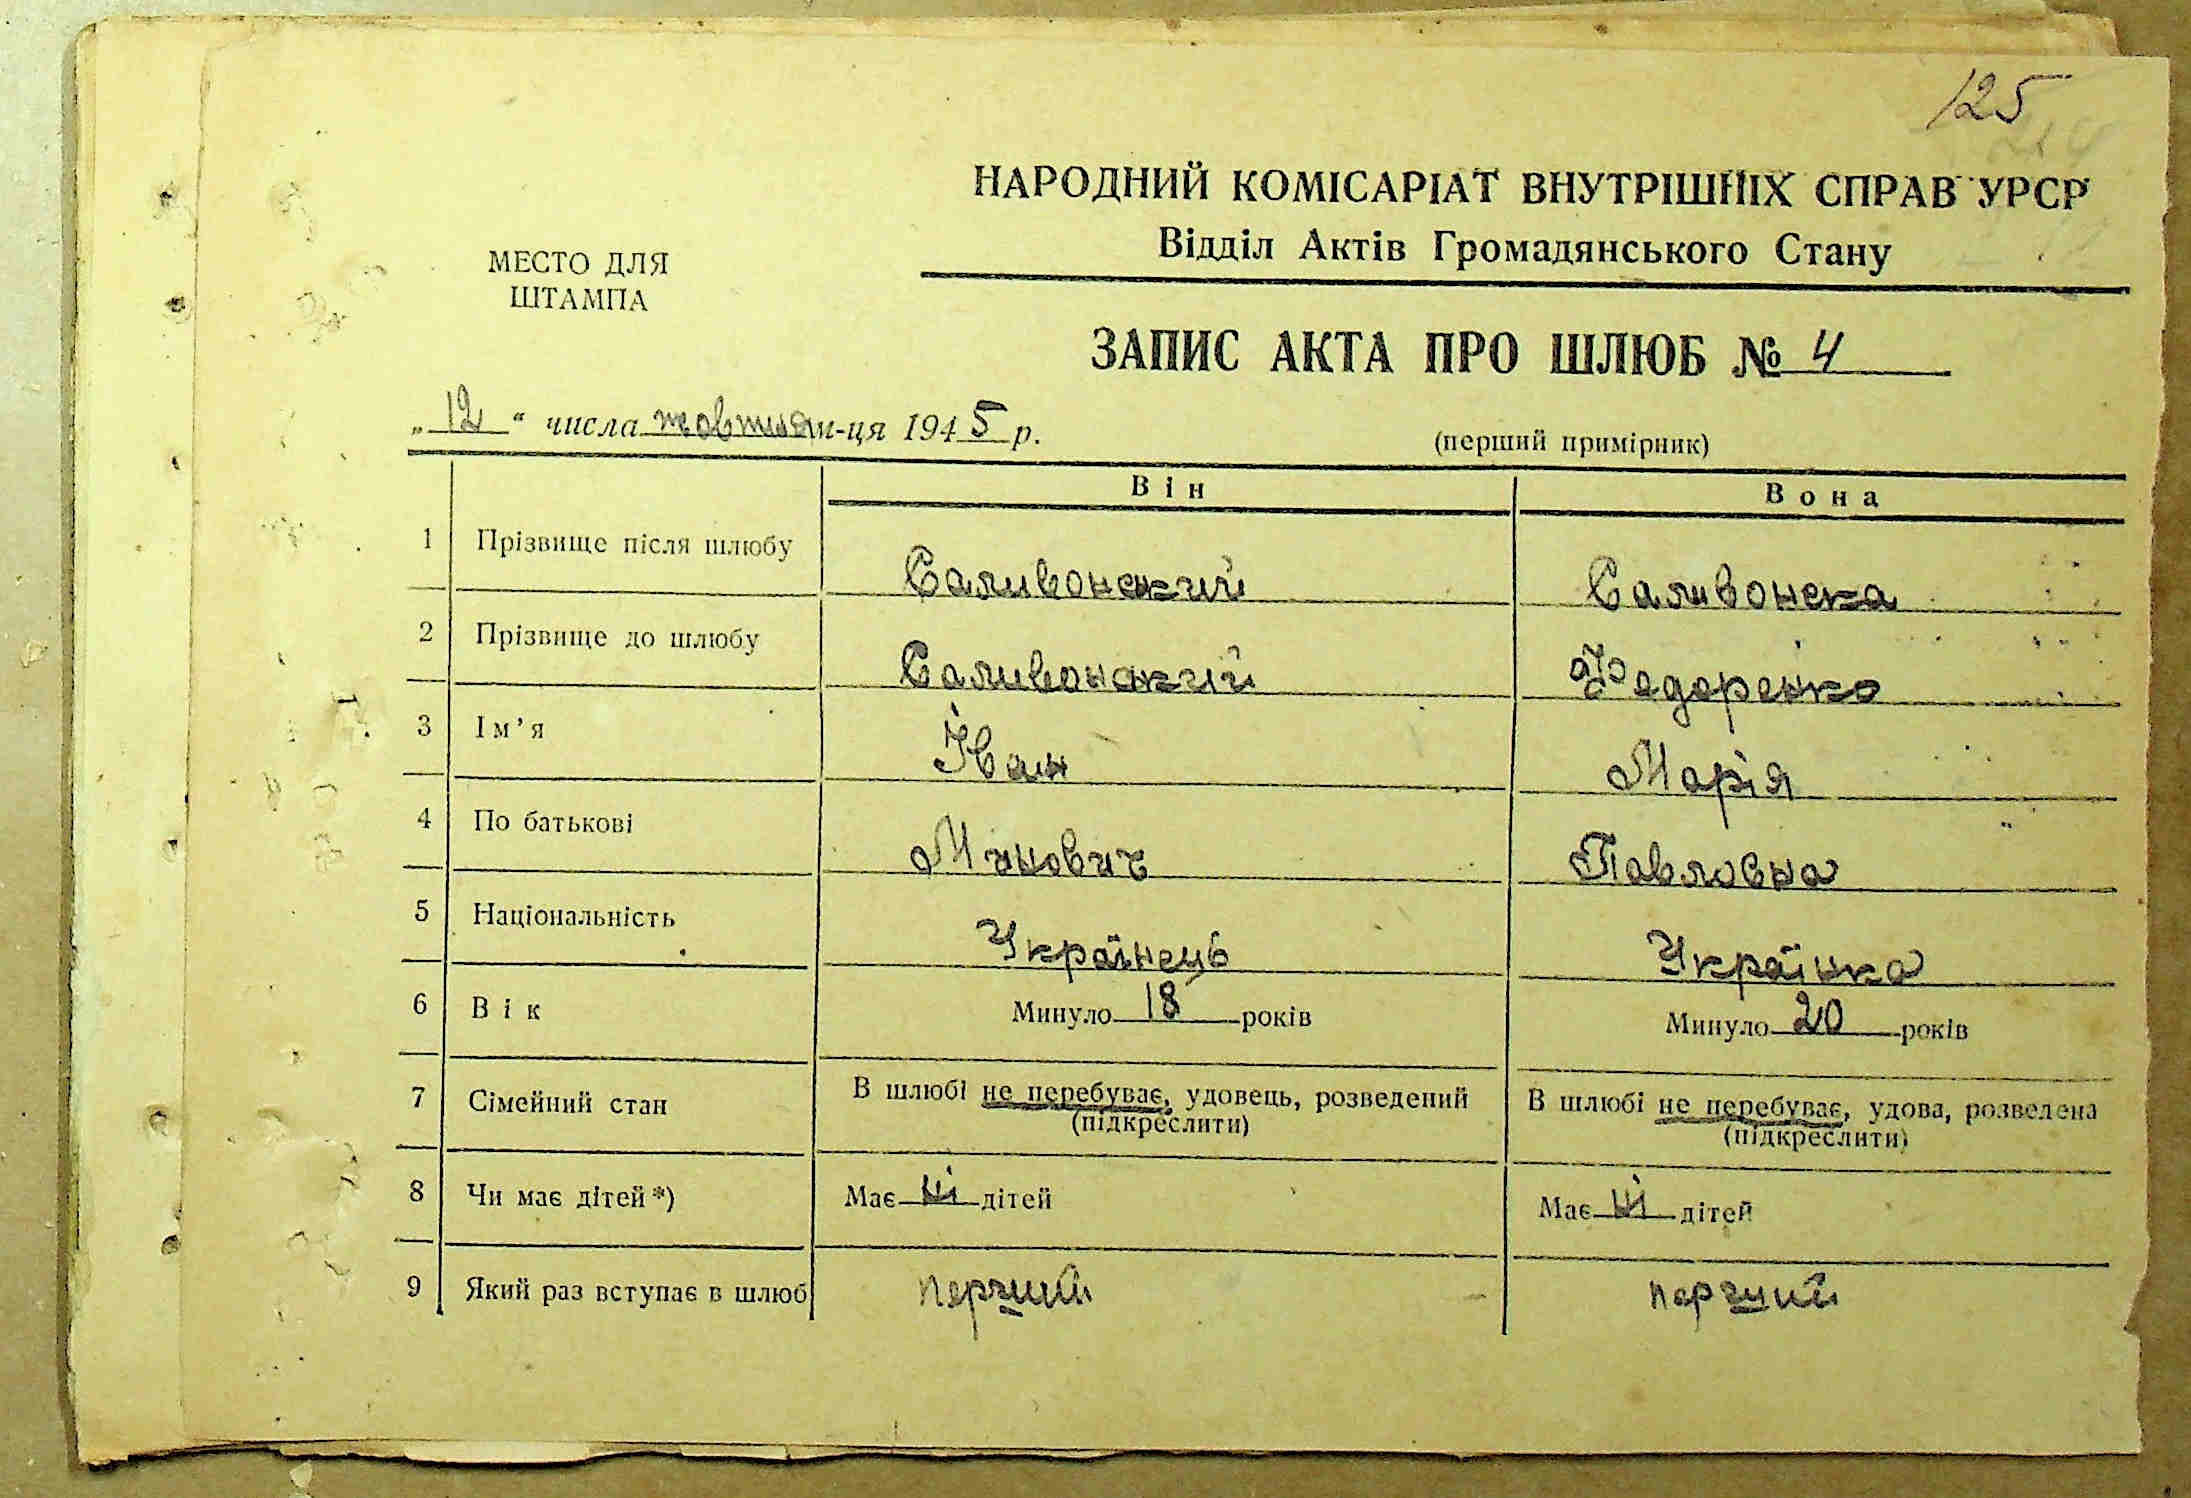 125
НАРОДНИЙ КОМІСАРІАТ ВНУТРІШНІХ СПРАВ УРСР
Відділ Актів Громадянського Стану
МЕСТО ДЛЯ
ШТАМПА
ЗАПИС АКТА ПРО ШЛЮБ № 4
„12“ числа жовтня м-ця 1945 р.
(перший примірник)
Він Вона
1 Прізвище після шлюбу Саливонский Саливонска
2 Прізвище до шлюбу Саливонский Федоренко
3 Ім’я Іван Марія
4 По батькові Минович Павловна
5 Національність Українець Українка
6 Вік Минуло 18 років Минуло 20 років
7 Сімейний стан В шлюбі не перебуває, удовець, розведений В шлюбі не перебуває, удова, розведена
(підкреслити) (підкреслити)
8 Чи має дітей*) Має ні дітей Має ні дітей
9 Який раз вступає в шлюб перший перший